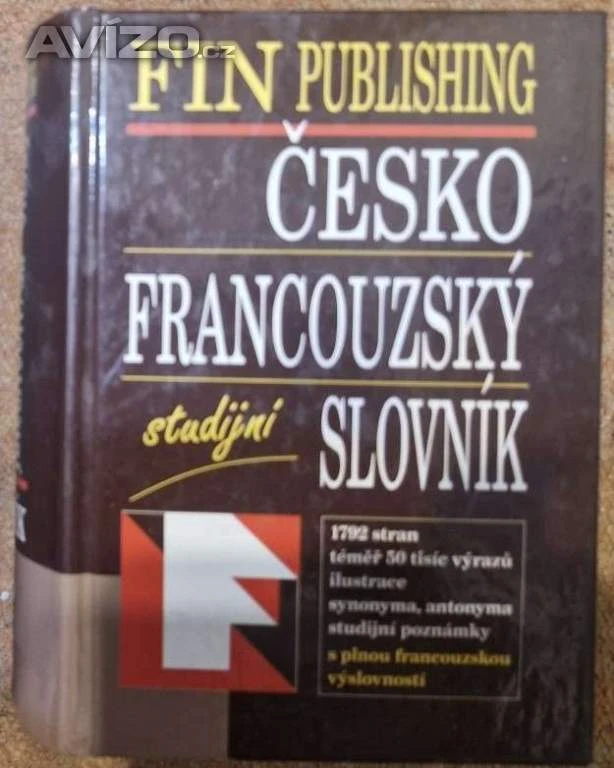 AVÍZO.cz
FIN PUBLISHING
ČESKO
FRANCOUZSKÝ
studijní
SLOVNÍK
1792 stran
téměř 50 tisíc výrazů
ilustrace
synonyma, antonyma
studijní poznámky
s plnou francouzskou
výslovností
K